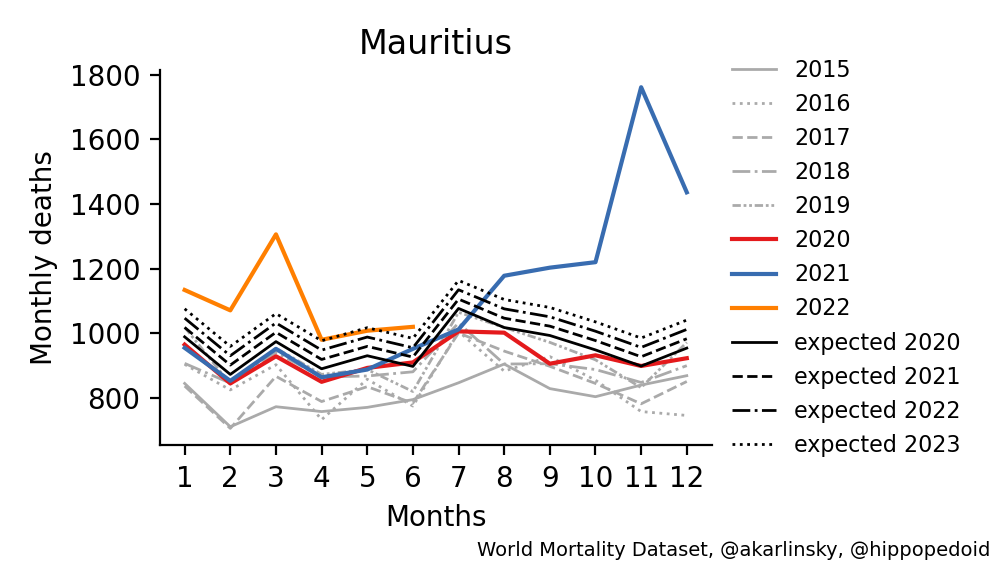 Mauritius
1800
1600
1400
1200
1000
800
Monthly deaths
1 2 3 4 5 6 7 8 9 10 11 12
Months
2015
2016
2017
2018
2019
2020
2021
2022
expected 2020
expected 2021
expected 2022
expected 2023
World Mortality Dataset, @akarlinsky, @hippopedoid